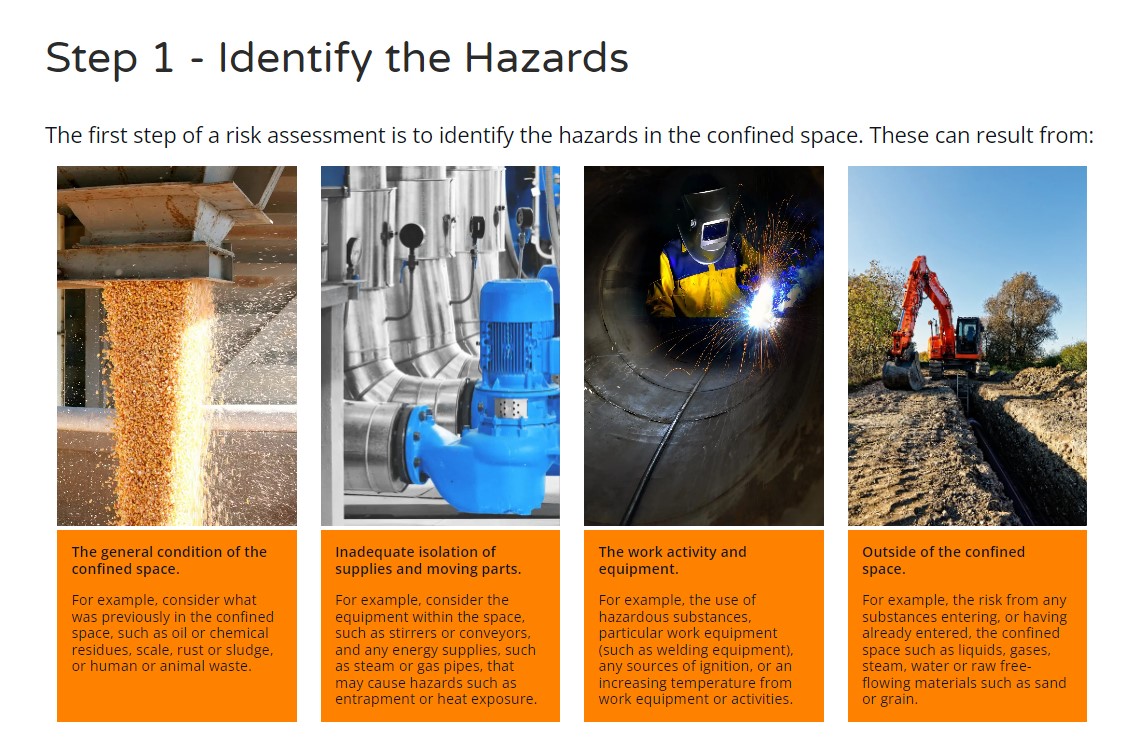 Step 1 - Identify the Hazards
The first step of a risk assessment is to identify the hazards in the confined space. These can result from:
The general condition of the
confined space.
For example, consider what
was previously in the confined
space, such as oil or chemical
residues, scale, rust or sludge,
or human or animal waste.
Inadequate isolation of
supplies and moving parts.
For example, consider the
equipment within the space,
such as stirrers or conveyors,
and any energy supplies, such
as steam or gas pipes, that
may cause hazards such as
entrapment or heat exposure.
The work activity and
equipment.
For example, the use of
hazardous substances,
particular work equipment
(such as welding equipment),
any sources of ignition, or an
increasing temperature from
work equipment or activities.
Outside of the confined
space.
For example, the risk from any
substances entering, or having
already entered, the confined
space such as liquids, gases,
steam, water or raw free-
flowing materials such as sand
or grain.